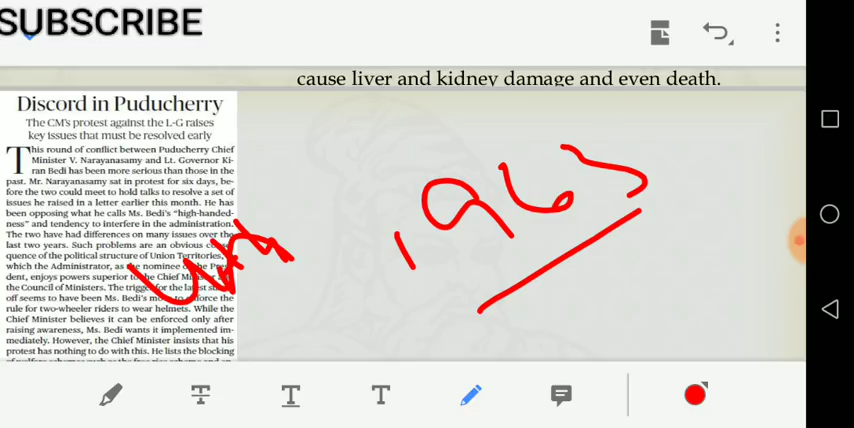 SUBSCRIBE
cause liver and kidney damage and even death.
Discord in Puducherry
The CM's protest against the L-G raises
key issues that must be resolved early
This round of conflict between Puducherry Chief
Minister V. Narayanasamy and Lt. Governor Ki-
ran Bedi has been more serious than those in the
past. Mr. Narayanasamy sat in protest for six days, be-
fore the two could meet to hold talks to resolve a set of
issues he raised in a letter earlier this month. He has
been opposing what he calls Ms. Bedi's "high-handed-
ness" and tendency to interfere in the administration.
The two have had differences on many issues over the
last two years. Such problems are an obvious conse-
quence of the political structure of Union Territories,
which the Administrator, as the nominee of the Presi-
dent, enjoys powers superior to the Chief Minister and
the Council of Ministers. The trigger for the latest
off seems to have been Ms. Bedi's move to enforce the
rule for two-wheeler riders to wear helmets. While the
Chief Minister believes it can be enforced only after
raising awareness, Ms. Bedi wants it implemented im-
mediately. However, the Chief Minister insists that his
protest has nothing to do with this. He lists the blocking